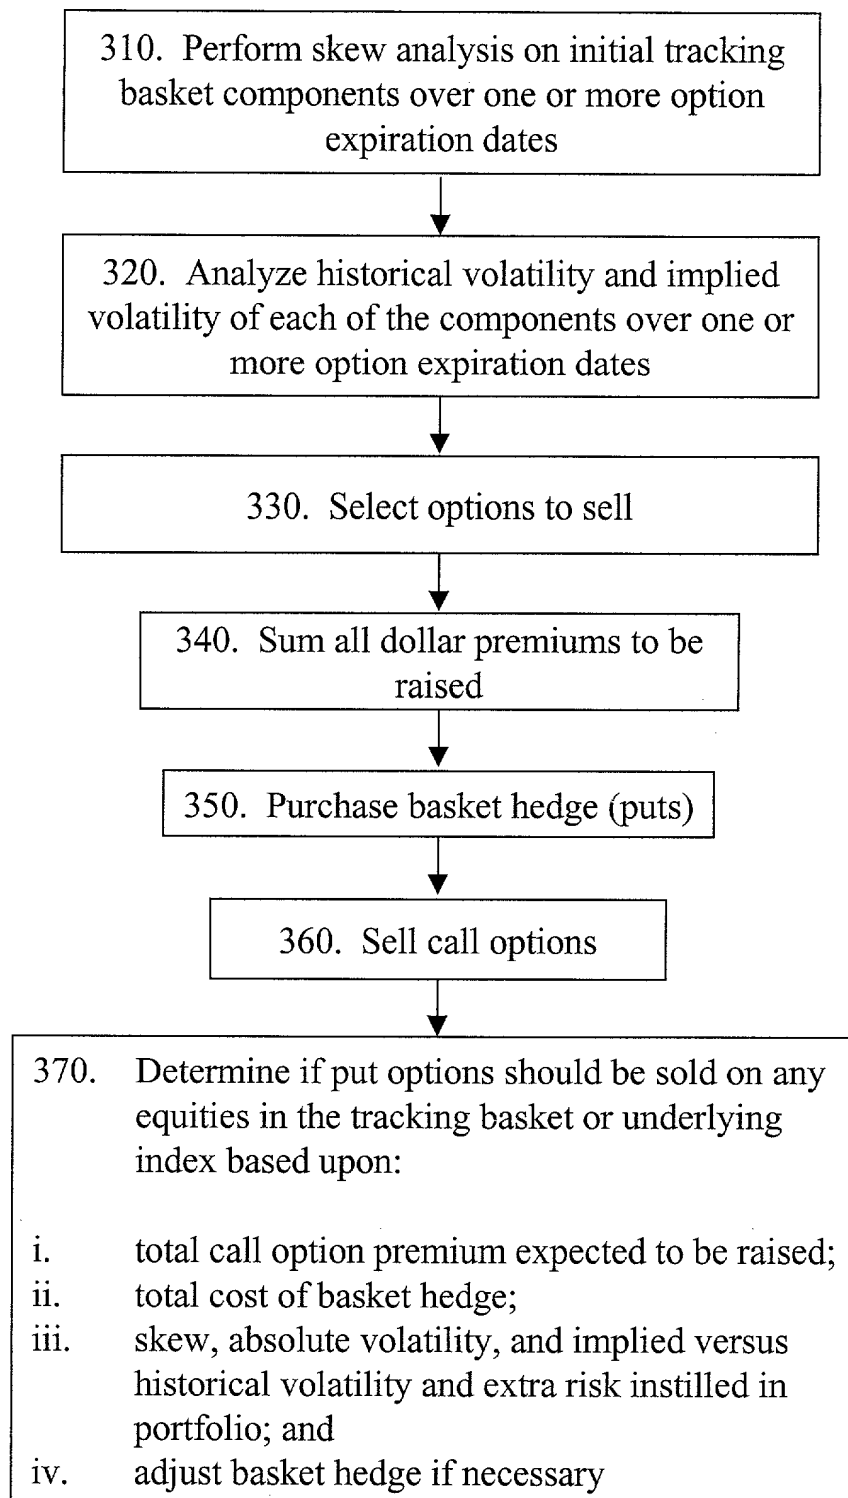 310. Perform skew analysis on initial tracking
basket components over one or more option
expiration dates
320. Analyze historical volatility and implied
volatility of each of the components over one or
more option expiration dates
330. Select options to sell
340. Sum all dollar premiums to be
raised
350. Purchase basket hedge (puts)
360. Sell call options
370. Determine if put options should be sold on any
equities in the tracking basket or underlying
index based upon:
i. total call option premium expected to be raised;
ii. total cost of basket hedge;
iii. skew, absolute volatility, and implied versus
historical volatility and extra risk instilled in
portfolio; and
iv. adjust basket hedge if necessary